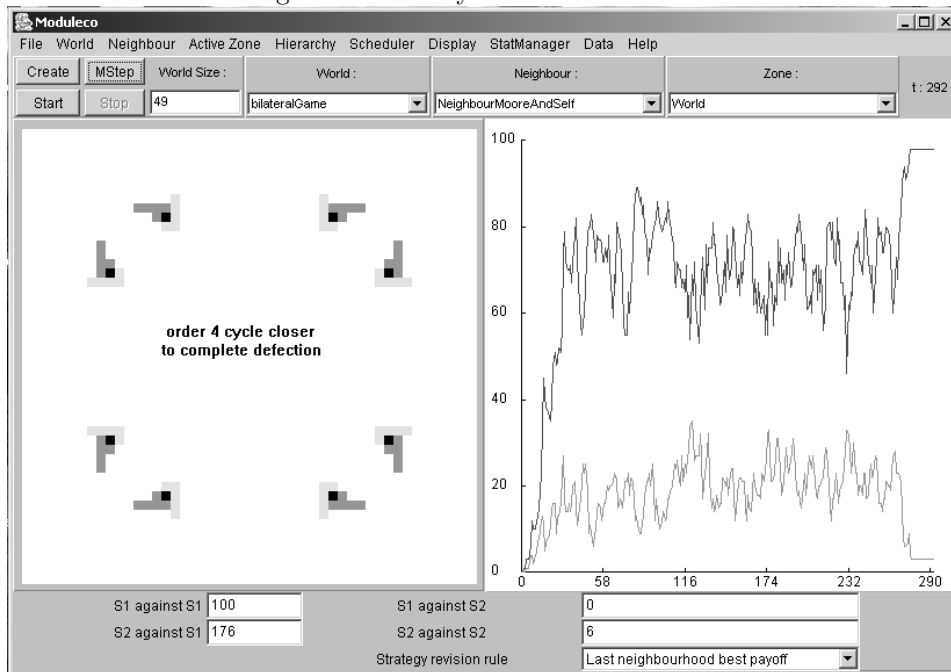 Moduleco
File World Neighbour Active Zone Hierarchy Scheduler Display StatManager Data Help
Create MStep World Size : World : Neighbour : Zone : t : 292
Start Stop 49 bilateralGame NeighbourMooreAndSelf World
100
80
60
40
20
0
order 4 cycle closer
to complete defection
0 58 116 174 232 290
S1 against S1 100 S1 against S2 0
S2 against S1 176 S2 against S2 6
Strategy revision rule Last neighbourhood best payoff